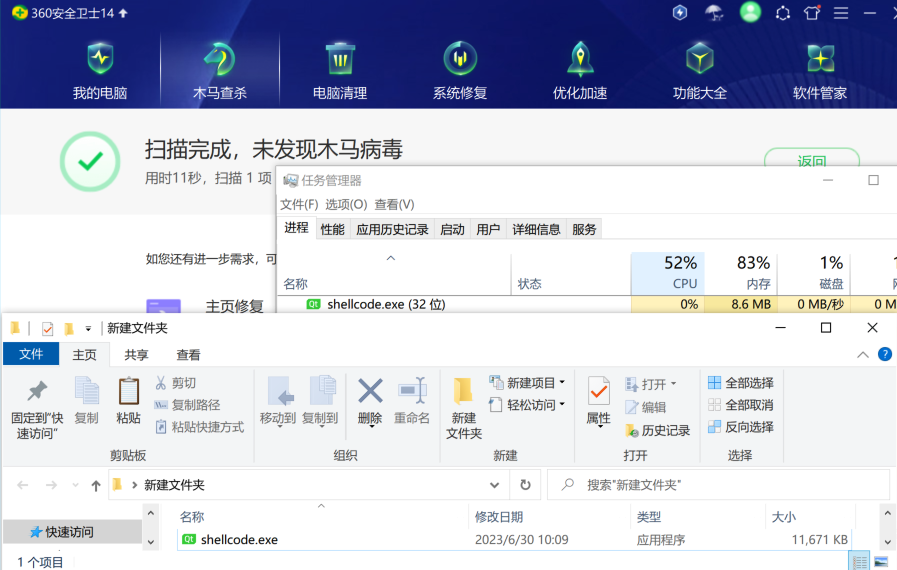 360安全卫士14
我的电脑 木马查杀 电脑清理 系统修复 优化加速 功能大全 软件管家
扫描完成，未发现木马病毒
返回
用时11秒，扫描 1 项
任务管理器
文件(F) 选项(O) 查看(V)
进程 性能 应用历史记录 启动 用户 详细信息 服务
如您还有进一步需求，可
52% 83% 1%
名称 状态 CPU 内存 磁盘
主页修复
Qt shellcode.exe (32 位) 0% 8.6 MB 0 MB/秒 0 M
新建文件夹
文件 主页 共享 查看
固定到"快速访问"
复制
粘贴
剪切
复制路径
粘贴快捷方式
剪贴板
移动到 复制到 删除 重命名
组织
新建
文件夹
新建项目
轻松访问
新建
属性
打开
编辑
历史记录
打开
全部选择
全部取消
反向选择
选择
新建文件夹
搜索"新建文件夹"
快速访问
名称 修改日期 类型 大小
Qt shellcode.exe 2023/6/30 10:09 应用程序 11,671 KB
1 个项目